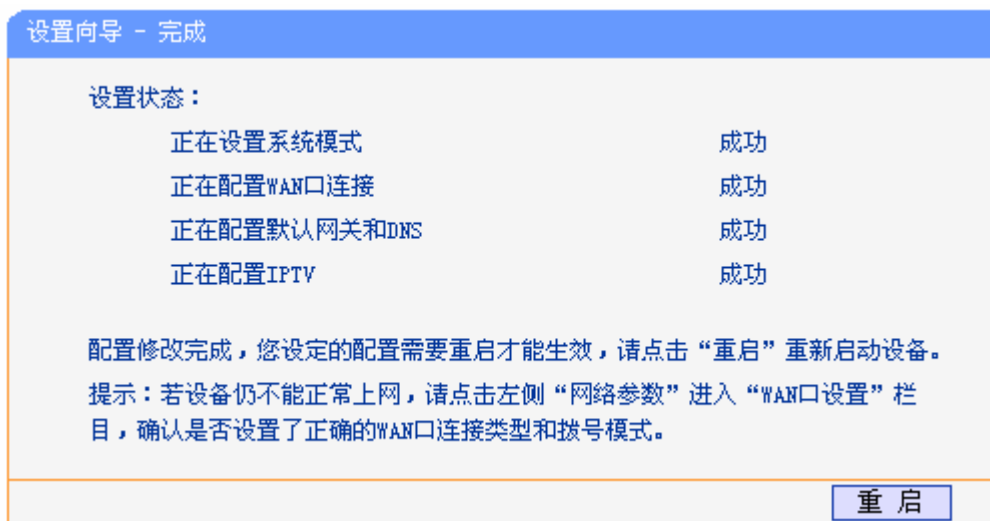 设置向导 - 完成
设置状态：
正在设置系统模式 成功
正在配置WAN口连接 成功
正在配置默认网关和DNS 成功
正在配置IPTV 成功
配置修改完成，您设定的配置需要重启才能生效，请点击“重启”重新启动设备。
提示：若设备仍不能正常上网，请点击左侧“网络参数”进入“WAN口设置”栏
目，确认是否设置了正确的WAN口连接类型和拨号模式。
重 启